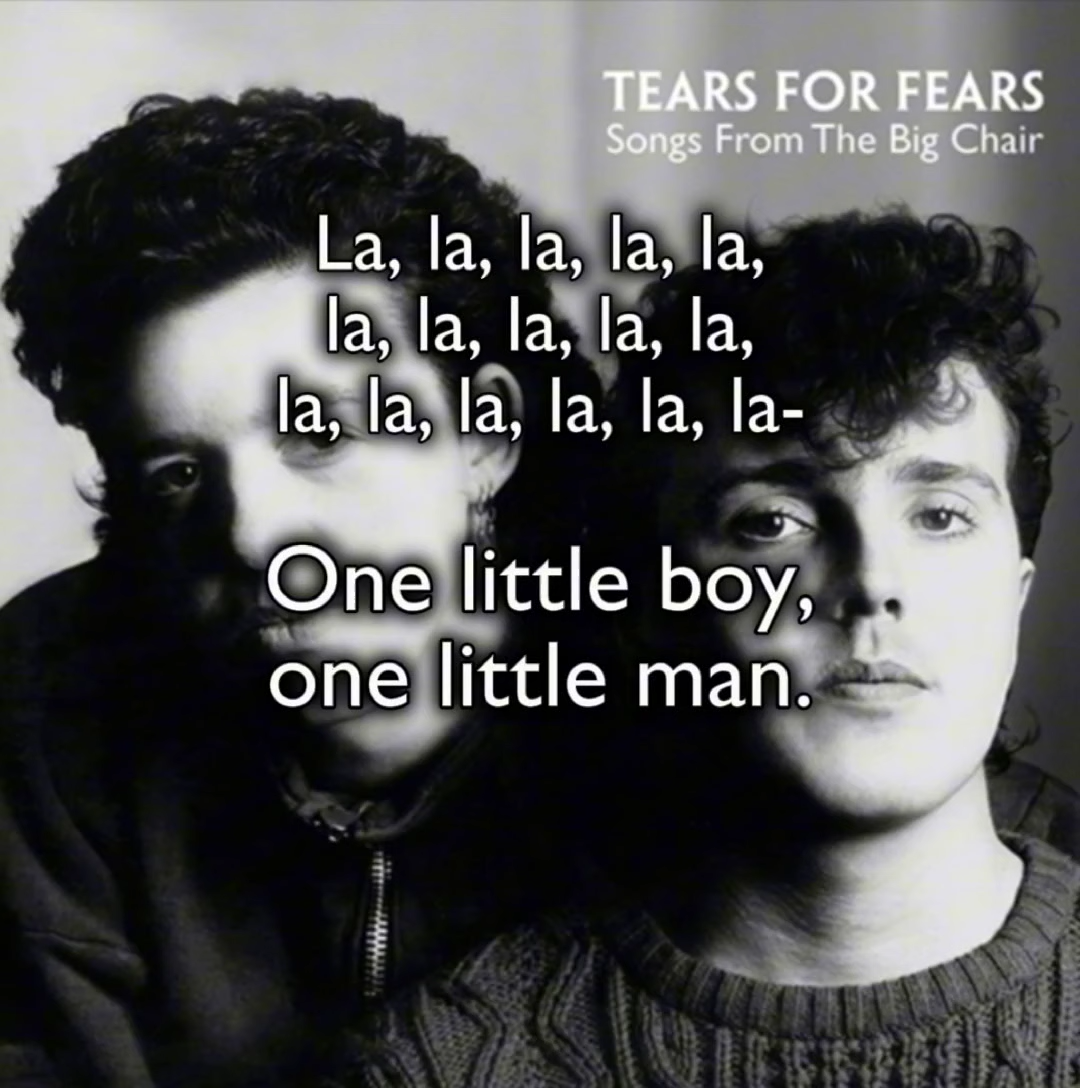 TEARS FOR FEARS
Songs From The Big Chair
La, la, la, la, la,
la, la, la, la, la,
la, la, la, la, la, la-
One little boy,
one little man.